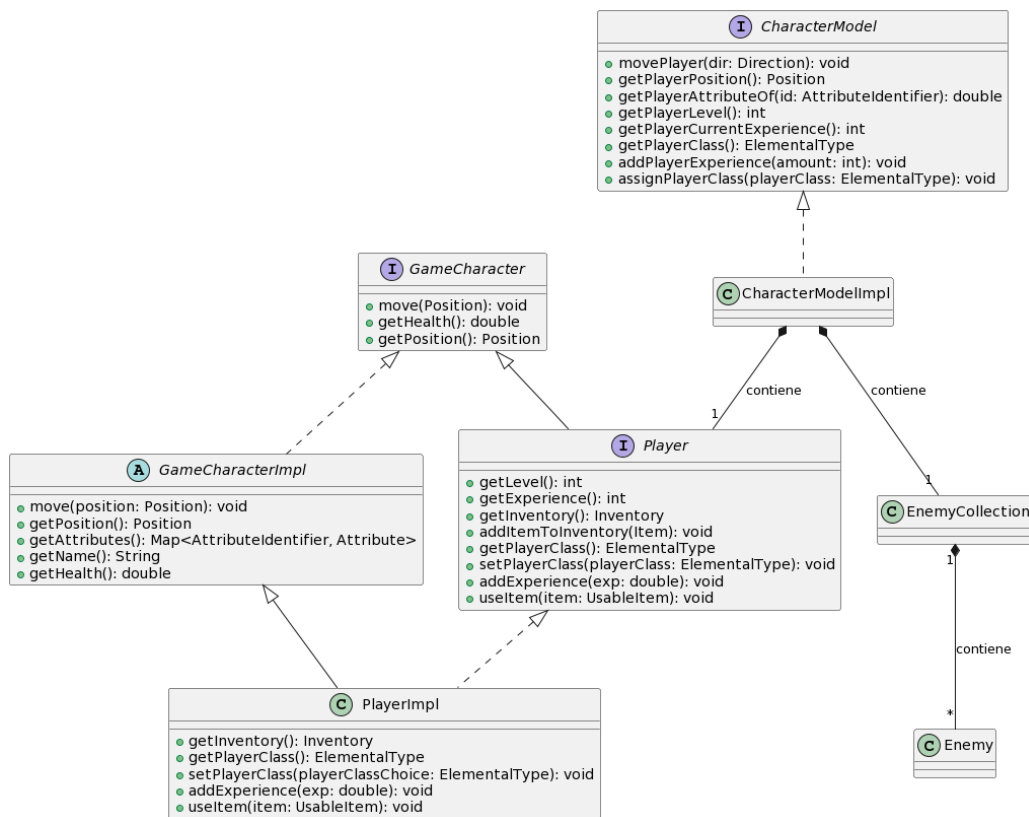 I CharacterModel
movePlayer(dir: Direction): void
getPlayerPosition(): Position
getPlayerAttributeOf(id: AttributeIdentifier): double
getPlayerLevel(): int
getPlayerCurrentExperience(): int
getPlayerClass(): ElementalType
addPlayerExperience(amount: int): void
assignPlayerClass(playerClass: ElementalType): void
I GameCharacter
move(Position): void
getHealth(): double
getPosition(): Position
C CharacterModelImpl
contiene
contiene
1
1
A GameCharacterImpl
move(position: Position): void
getPosition(): Position
getAttributes(): Map<AttributeIdentifier, Attribute>
getName(): String
getHealth(): double
I Player
getLevel(): int
getExperience(): int
getInventory(): Inventory
addItemToInventory(Item): void
getPlayerClass(): ElementalType
setPlayerClass(playerClass: ElementalType): void
addExperience(exp: double): void
useItem(item: UsableItem): void
C EnemyCollection
1
contiene
*
C PlayerImpl
getInventory(): Inventory
getPlayerClass(): ElementalType
setPlayerClass(playerClassChoice: ElementalType): void
addExperience(exp: double): void
useItem(item: UsableItem): void
C Enemy